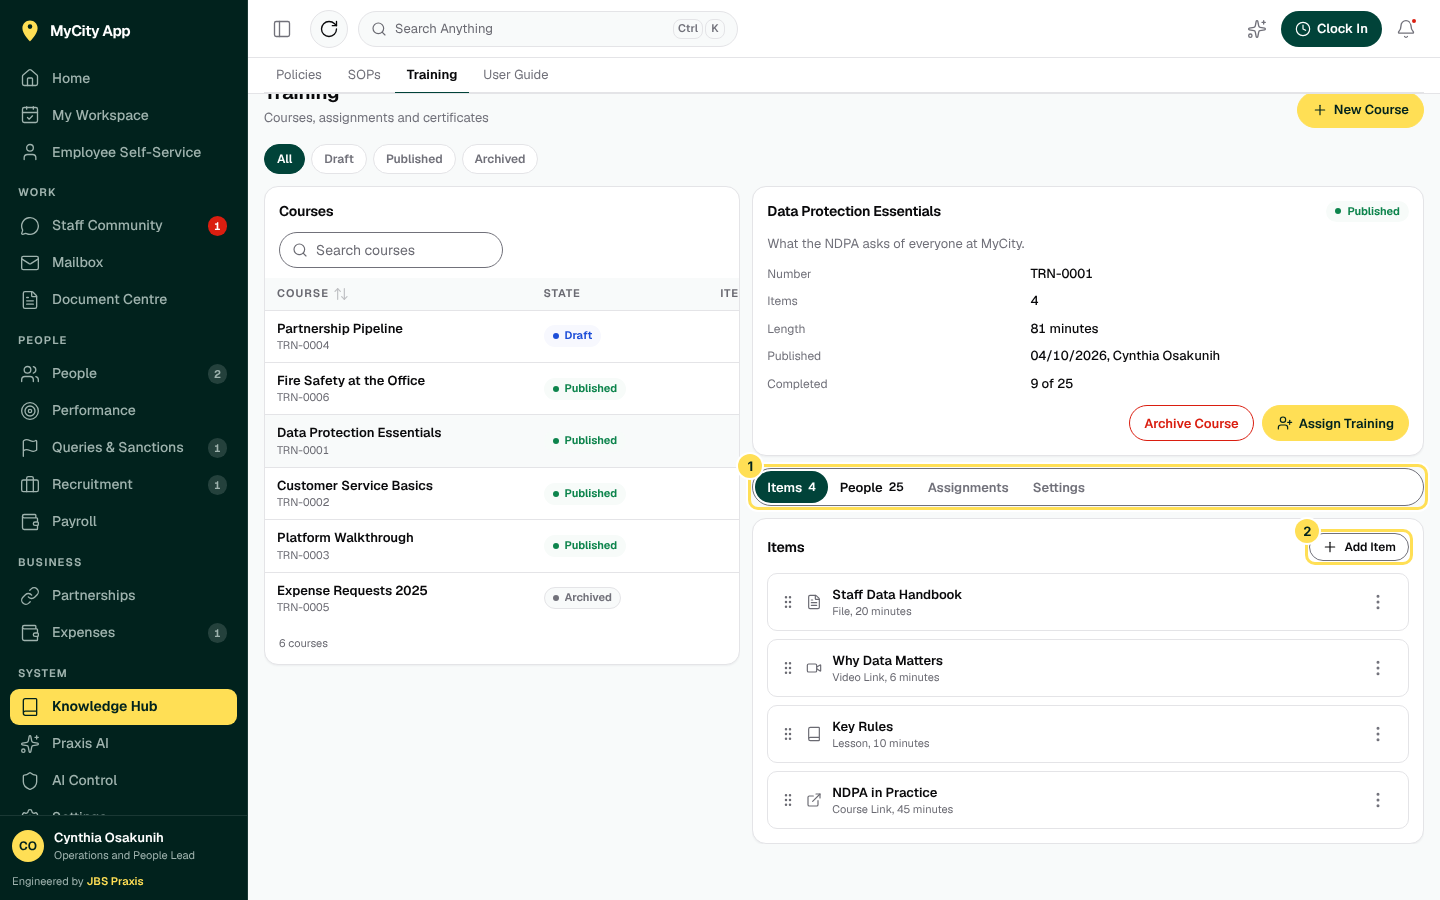 MyCity App
Home
My Workspace
Employee Self-Service
WORK
Staff Community 1
Mailbox
Document Centre
PEOPLE
People 2
Performance
Queries & Sanctions 1
Recruitment 1
Payroll
BUSINESS
Partnerships
Expenses 1
SYSTEM
Knowledge Hub
Praxis AI
AI Control
Settings
CO
Cynthia Osakunih
Operations and People Lead
Engineered by JBS Praxis
Search Anything Ctrl K
Clock In
Policies SOPs Training User Guide
Training
Courses, assignments and certificates
New Course
All Draft Published Archived
Courses
Search courses
COURSE STATE ITE
Partnership Pipeline
TRN-0004
Draft
Fire Safety at the Office
TRN-0006
Published
Data Protection Essentials
TRN-0001
Published
Customer Service Basics
TRN-0002
Published
Platform Walkthrough
TRN-0003
Published
Expense Requests 2025
TRN-0005
Archived
6 courses
Data Protection Essentials Published
What the NDPA asks of everyone at MyCity.
Number TRN-0001
Items 4
Length 81 minutes
Published 04/10/2026, Cynthia Osakunih
Completed 9 of 25
Archive Course Assign Training
1
Items 4 People 25 Assignments Settings
2
Items Add Item
Staff Data Handbook
File, 20 minutes
Why Data Matters
Video Link, 6 minutes
Key Rules
Lesson, 10 minutes
NDPA in Practice
Course Link, 45 minutes